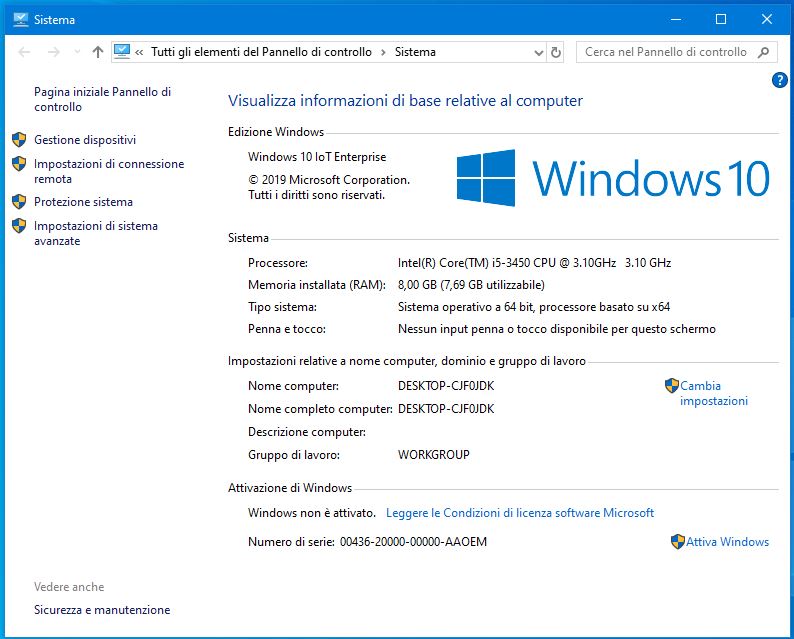 Sistema
« Tutti gli elementi del Pannello di controllo › Sistema
Cerca nel Pannello di controllo
?
Pagina iniziale Pannello di
controllo
Gestione dispositivi
Impostazioni di connessione
remota
Protezione sistema
Impostazioni di sistema
avanzate
Visualizza informazioni di base relative al computer
Edizione Windows
Windows 10 IoT Enterprise
© 2019 Microsoft Corporation.
Tutti i diritti sono riservati.
Windows 10
Sistema
Processore: Intel(R) Core(TM) i5-3450 CPU @ 3.10GHz 3.10 GHz
Memoria installata (RAM): 8,00 GB (7,69 GB utilizzabile)
Tipo sistema: Sistema operativo a 64 bit, processore basato su x64
Penna e tocco: Nessun input penna o tocco disponibile per questo schermo
Impostazioni relative a nome computer, dominio e gruppo di lavoro
Nome computer: DESKTOP-CJF0JDK
Cambia
impostazioni
Nome completo computer: DESKTOP-CJF0JDK
Descrizione computer:
Gruppo di lavoro: WORKGROUP
Attivazione di Windows
Windows non è attivato. Leggere le Condizioni di licenza software Microsoft
Numero di serie: 00436-20000-00000-AAOEM
Attiva Windows
Vedere anche
Sicurezza e manutenzione